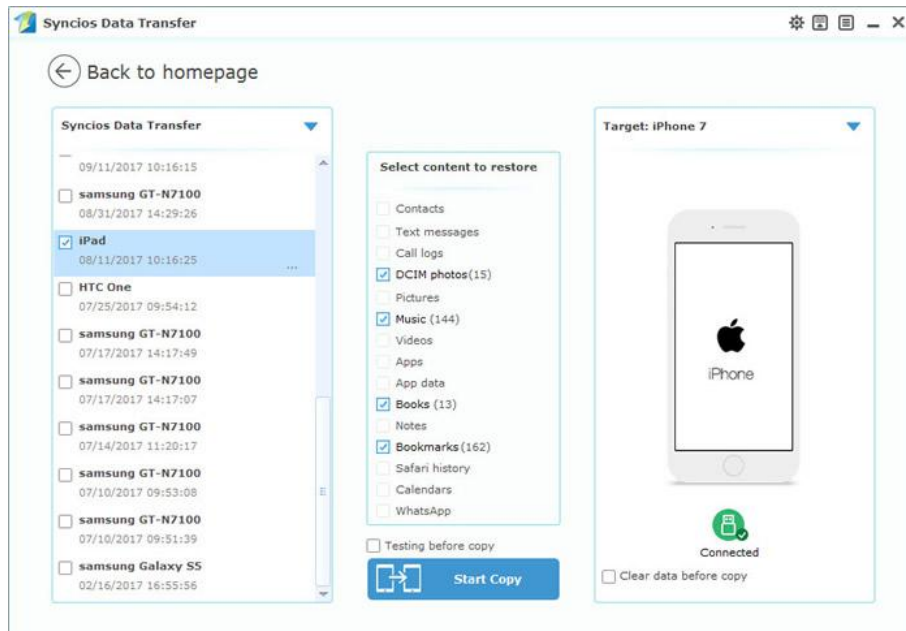 Syncios Data Transfer
Back to homepage
Syncios Data Transfer
09/11/2017 10:16:15
samsung GT-N7100
08/31/2017 14:29:26
iPad
08/11/2017 10:16:25
...
HTC One
07/25/2017 09:54:12
samsung GT-N7100
07/17/2017 14:17:49
samsung GT-N7100
07/17/2017 14:17:07
samsung GT-N7100
07/14/2017 11:20:17
samsung GT-N7100
07/10/2017 09:53:08
samsung GT-N7100
07/10/2017 09:51:39
samsung Galaxy S5
02/16/2017 16:55:56
Select content to restore
Contacts
Text messages
Call logs
DCIM photos(15)
Pictures
Music (144)
Videos
Apps
App data
Books (13)
Notes
Bookmarks(162)
Safari history
Calendars
WhatsApp
Testing before copy
Start Copy
Target: iPhone 7
iPhone
Connected
Clear data before copy